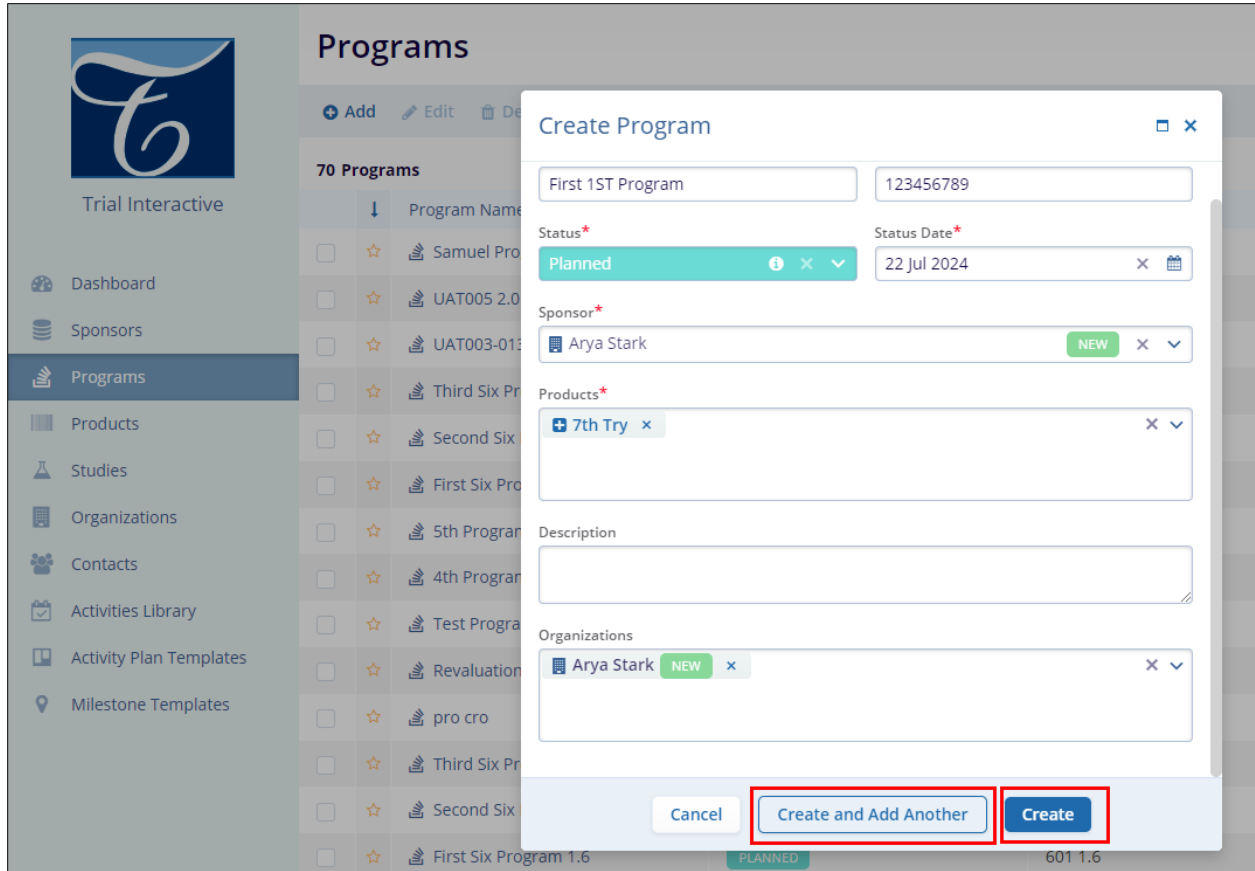 Programs
Trial Interactive
Dashboard
Sponsors
Programs
Products
Studies
Organizations
Contacts
Activities Library
Activity Plan Templates
Milestone Templates
Add Edit De
70 Programs
Program Name
Samuel Pro
UAT005 2.0
UAT003-013
Third Six Pr
Second Six
First Six Pro
5th Program
4th Program
Test Progra
Revaluation
pro cro
Third Six Pr
Second Six
First Six Program 1.6 PLANNED 601 1.6
Create Program
First 1ST Program 123456789
Status* Status Date*
Planned 22 Jul 2024
Sponsor*
Arya Stark NEW
Products*
7th Try
Description
Organizations
Arya Stark NEW
Cancel Create and Add Another Create